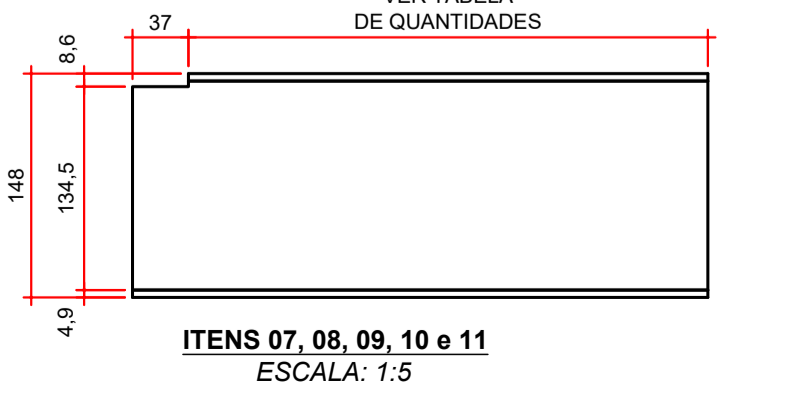 VER TABELA
DE QUANTIDADES
37
8,6
148
134,5
4,9
ITENS 07, 08, 09, 10 e 11
ESCALA: 1:5